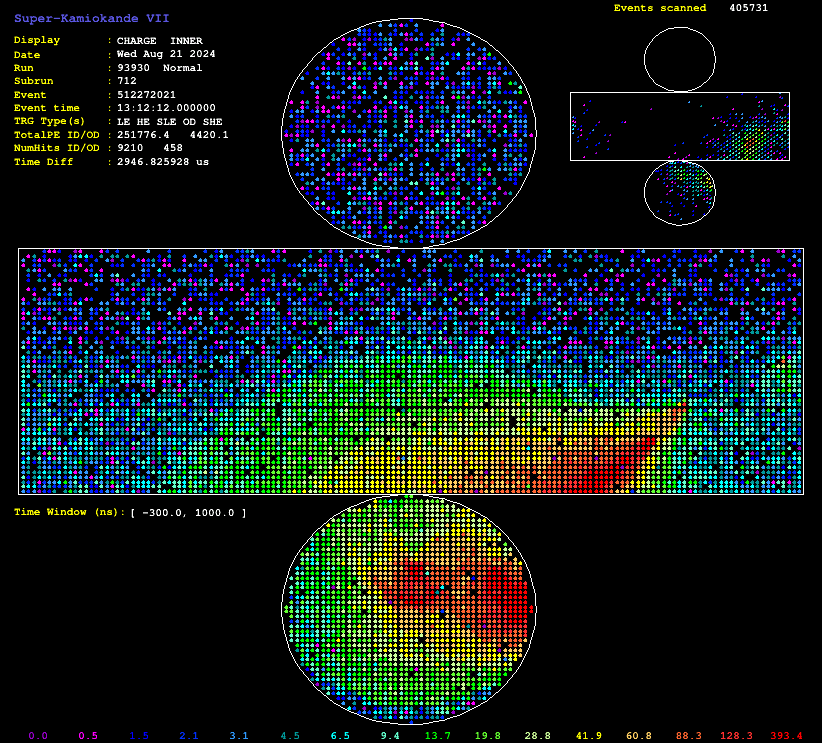 Super-Kamiokande VII
Events scanned 405731
Display : CHARGE INNER
Date : Wed Aug 21 2024
Run : 93930 Normal
Subrun : 712
Event : 512272021
Event time : 13:12:12.000000
TRG Type(s) : LE HE SLE OD SHE
TotalPE ID/OD : 251776.4 4420.1
NumHits ID/OD : 9210 458
Time Diff : 2946.825928 us
Time Window (ns): [ -300.0, 1000.0 ]
0.0 0.5 1.5 2.1 3.1 4.5 6.5 9.4 13.7 19.8 28.8 41.9 60.8 88.3 128.3 393.4